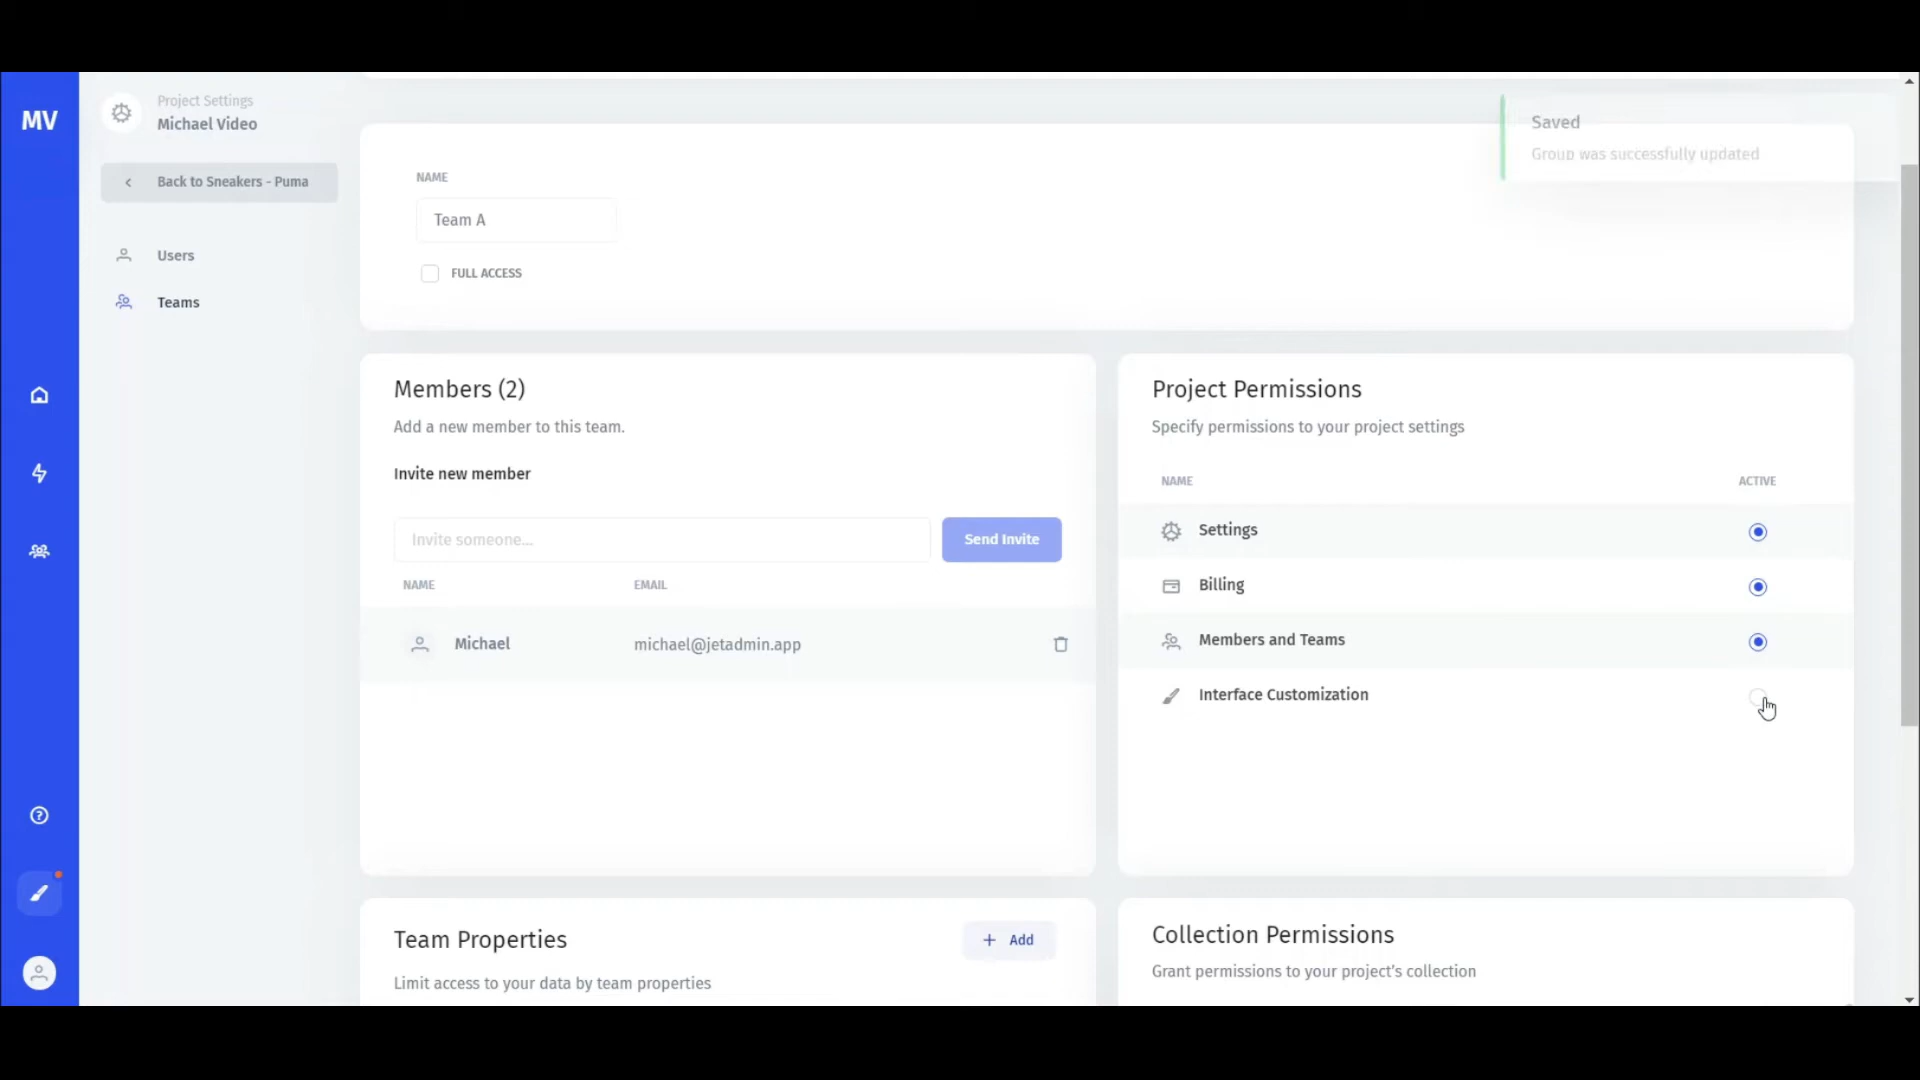 MV
Project Settings
Michael Video
Back to Sneakers - Puma
Users
Teams
Saved
Group was successfully updated
NAME
Team A
FULL ACCESS
Members (2)
Add a new member to this team.
Invite new member
Invite someone...
Send Invite
NAME EMAIL
Michael michael@jetadmin.app
Project Permissions
Specify permissions to your project settings
NAME ACTIVE
Settings
Billing
Members and Teams
Interface Customization
Team Properties
+ Add
Limit access to your data by team properties
Collection Permissions
Grant permissions to your project's collection